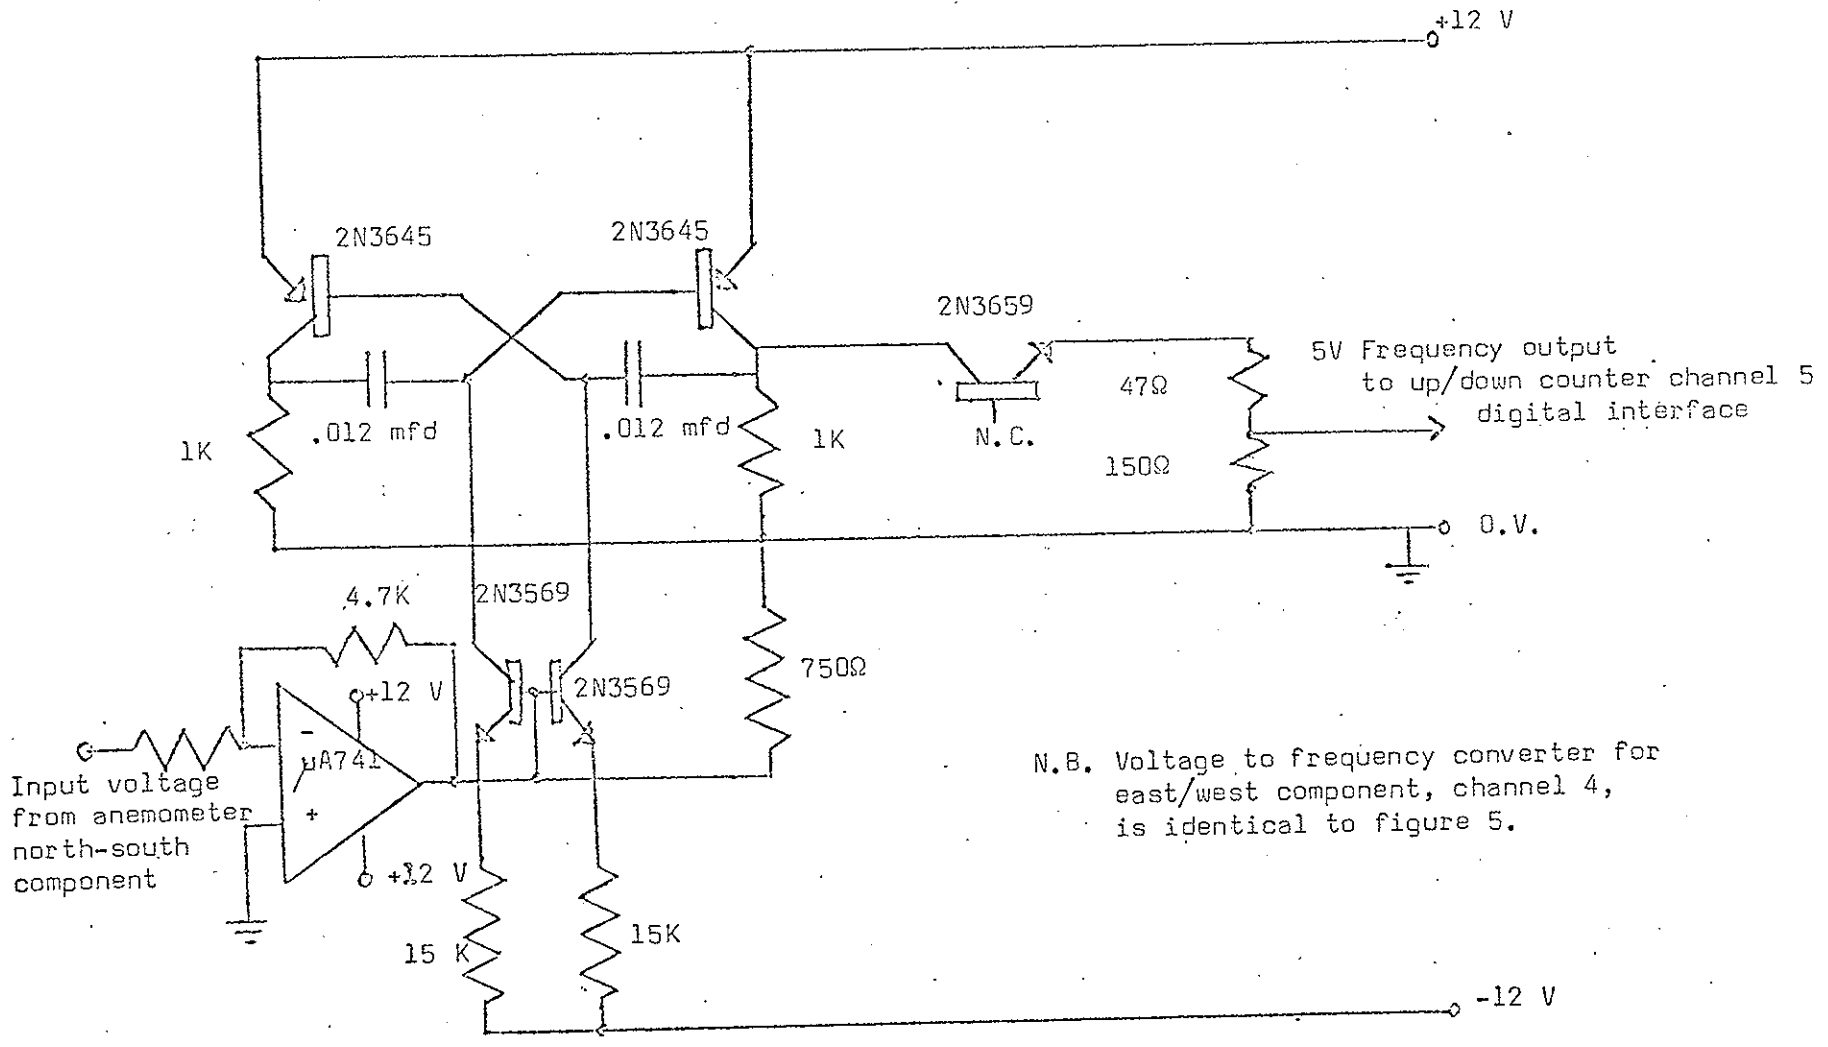 +12 V
2N3645
2N3645
2N3659
5V Frequency output
to up/down counter channel 5
digital interface
47Ω
.012 mfd
.012 mfd
N.C.
1K
1K
150Ω
0.V.
4.7K
2N3569
+12 V
2N3569
750Ω
-
μA741
Input voltage
from anemometer
north-south
component
+
+12 V
N.B. Voltage to frequency converter for
east/west component, channel 4,
is identical to figure 5.
15 K
15K
-12 V